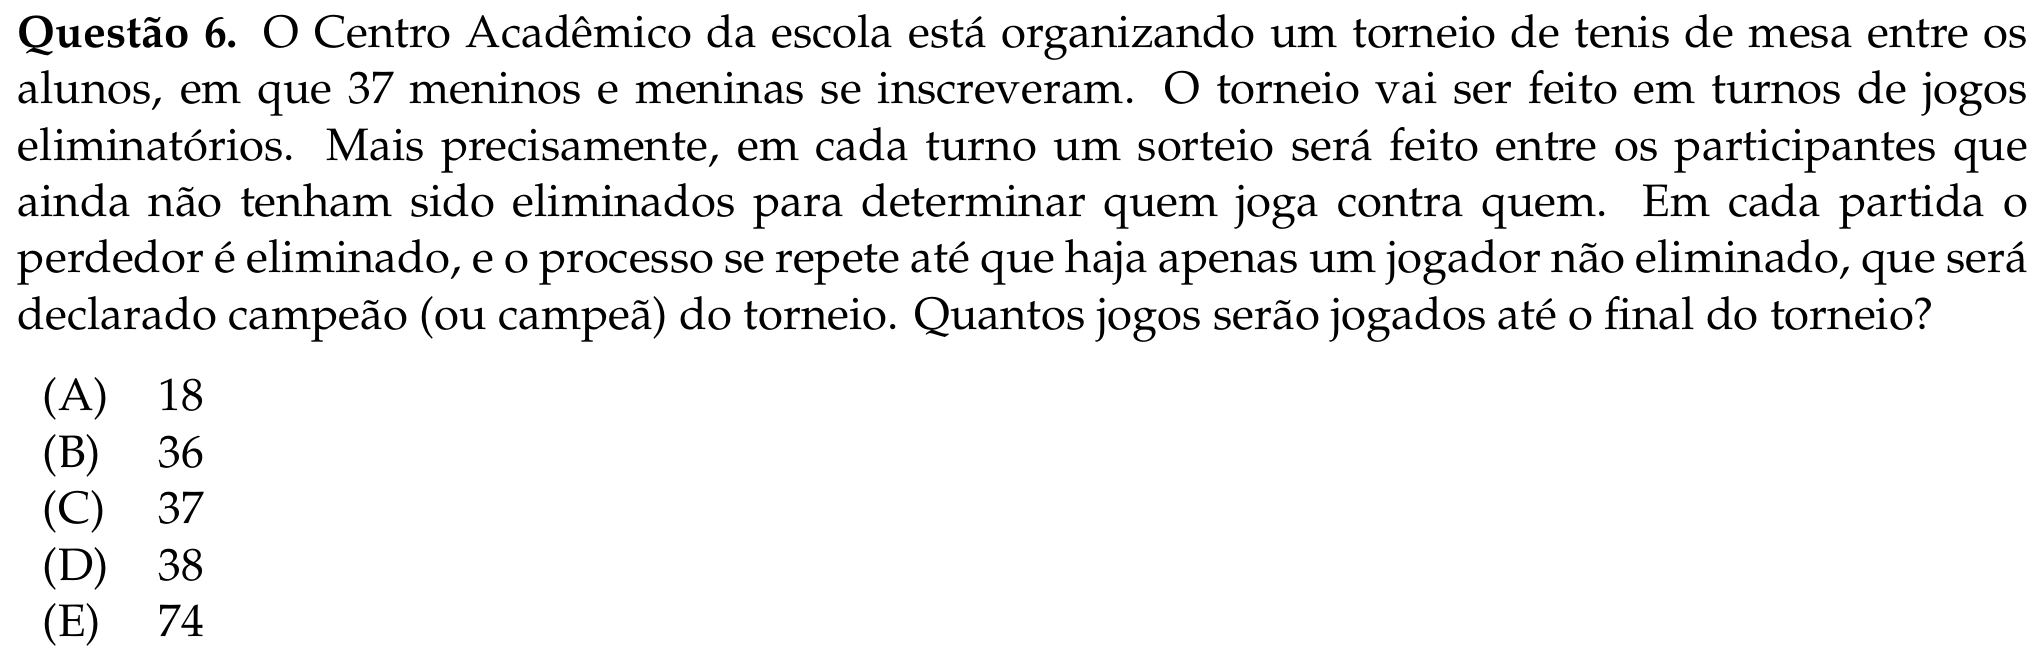 Questão 6. O Centro Acadêmico da escola está organizando um torneio de tenis de mesa entre os
alunos, em que 37 meninos e meninas se inscreveram. O torneio vai ser feito em turnos de jogos
eliminatórios. Mais precisamente, em cada turno um sorteio será feito entre os participantes que
ainda não tenham sido eliminados para determinar quem joga contra quem. Em cada partida o
perdedor é eliminado, e o processo se repete até que haja apenas um jogador não eliminado, que será
declarado campeão (ou campeã) do torneio. Quantos jogos serão jogados até o final do torneio?
(A) 18
(B) 36
(C) 37
(D) 38
(E) 74